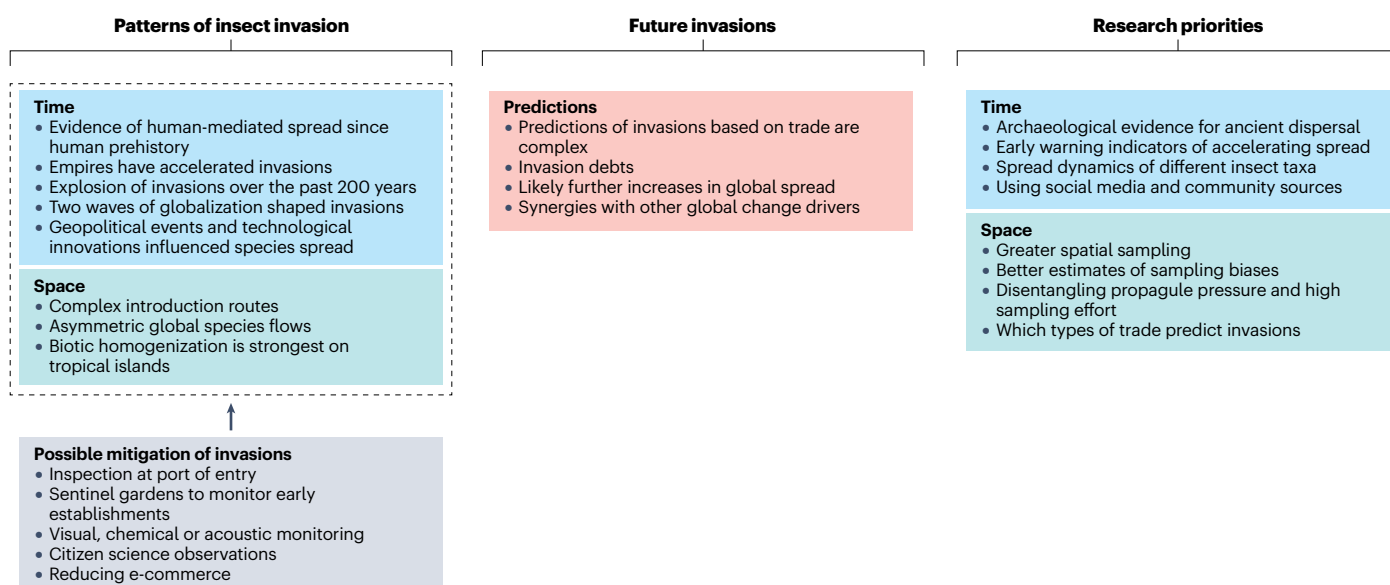 Patterns of insect invasion
Time
• Evidence of human-mediated spread since
human prehistory
• Empires have accelerated invasions
• Explosion of invasions over the past 200 years
• Two waves of globalization shaped invasions
• Geopolitical events and technological
innovations influenced species spread
Space
• Complex introduction routes
• Asymmetric global species flows
• Biotic homogenization is strongest on
tropical islands
Possible mitigation of invasions
• Inspection at port of entry
• Sentinel gardens to monitor early
establishments
• Visual, chemical or acoustic monitoring
• Citizen science observations
• Reducing e-commerce
Future invasions
Predictions
• Predictions of invasions based on trade are
complex
• Invasion debts
• Likely further increases in global spread
• Synergies with other global change drivers
Research priorities
Time
• Archaeological evidence for ancient dispersal
• Early warning indicators of accelerating spread
• Spread dynamics of different insect taxa
• Using social media and community sources
Space
• Greater spatial sampling
• Better estimates of sampling biases
• Disentangling propagule pressure and high
sampling effort
• Which types of trade predict invasions